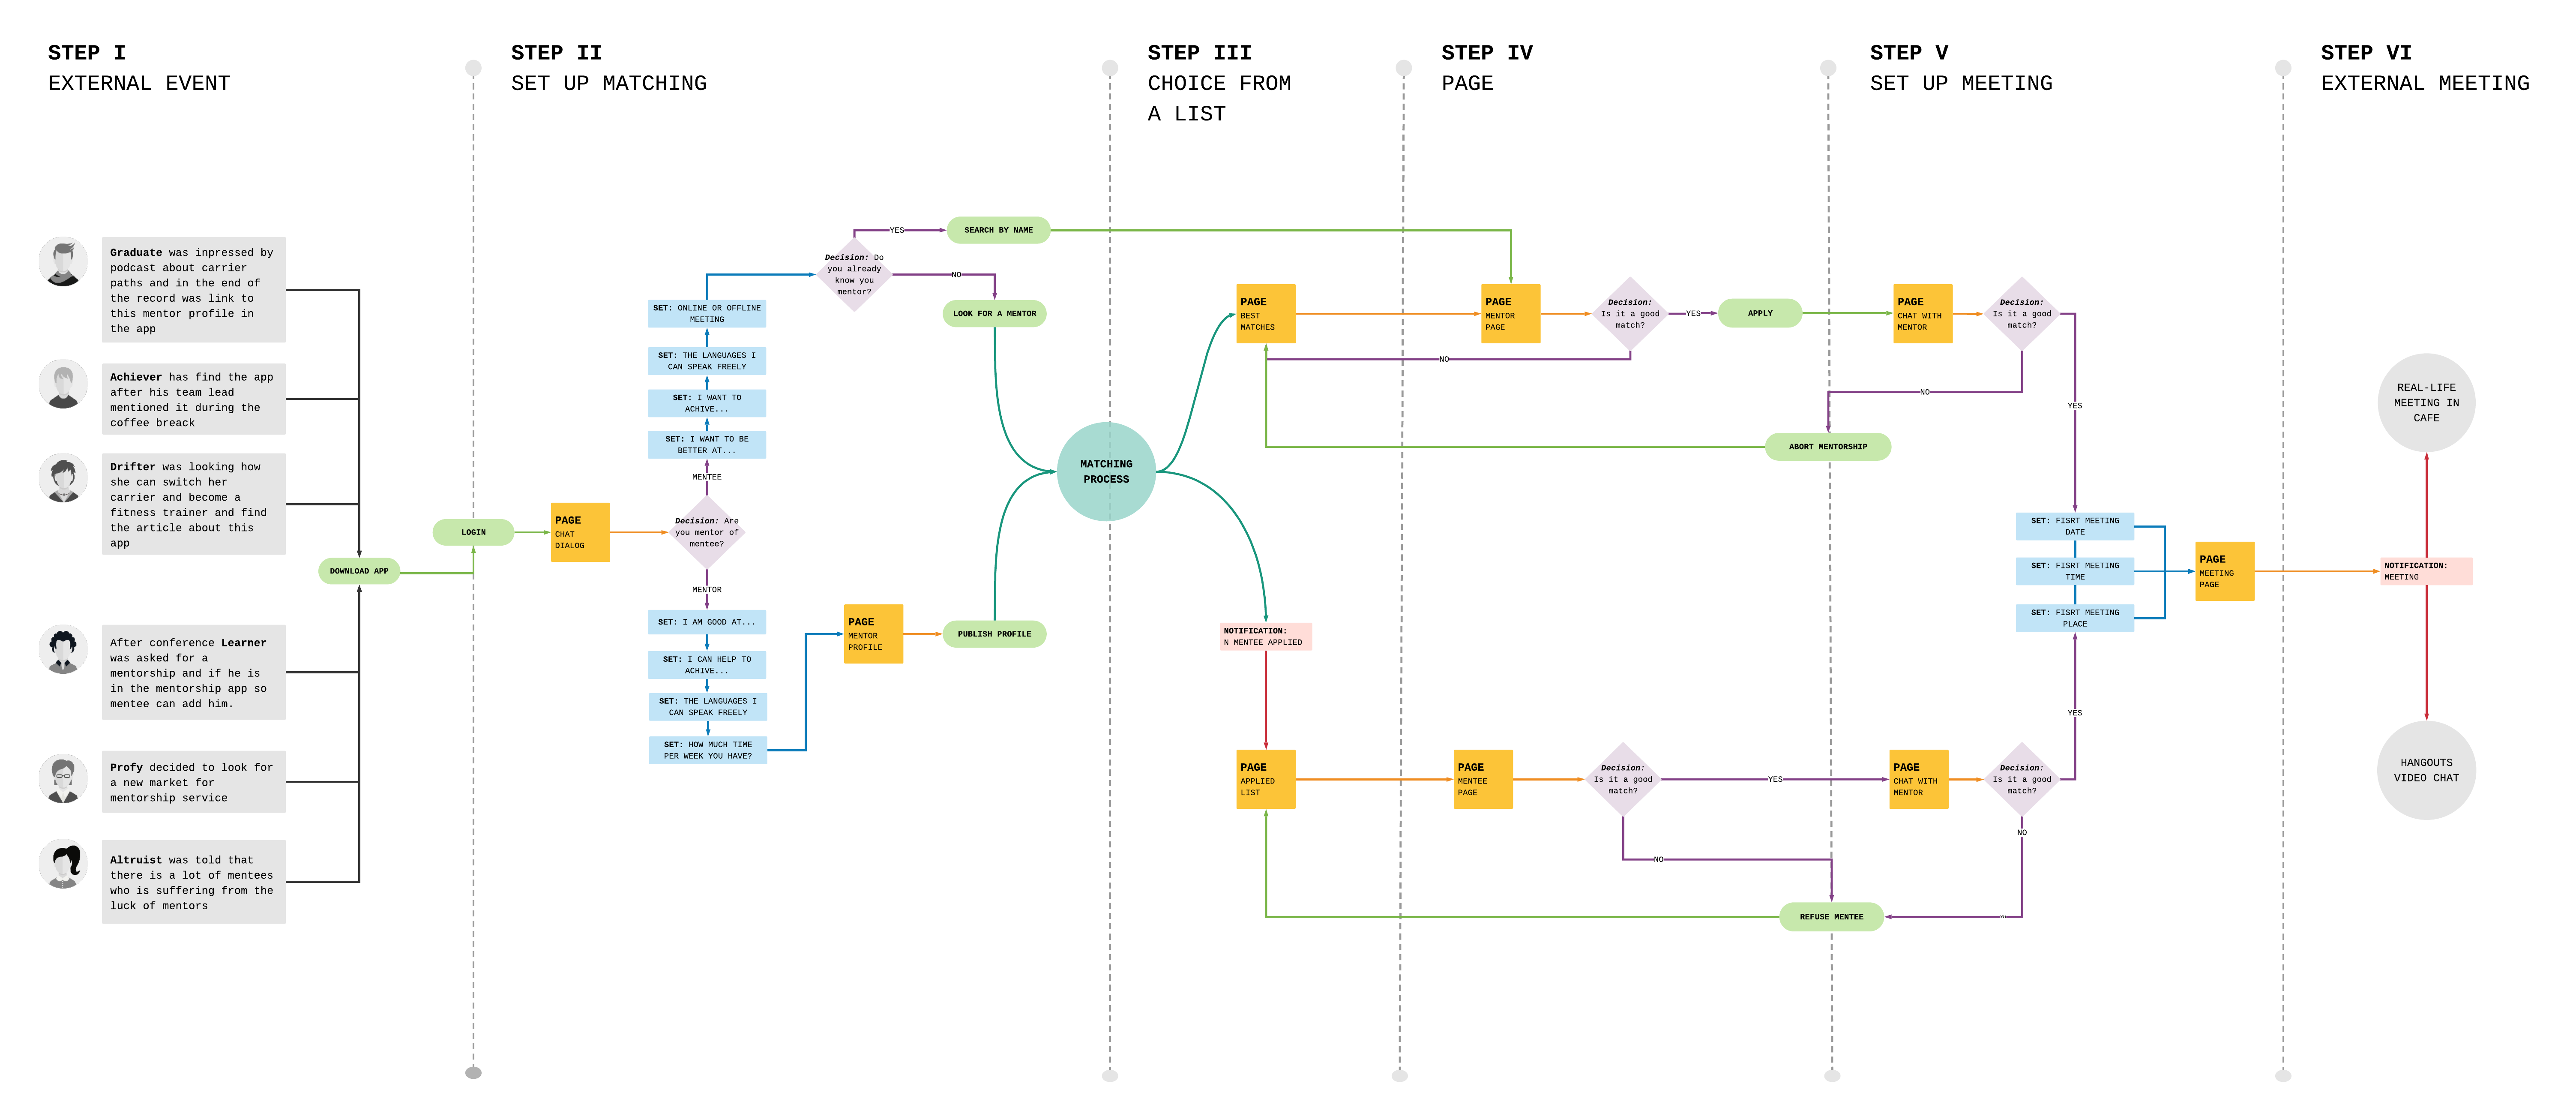 STEP I
EXTERNAL EVENT
STEP II
SET UP MATCHING
STEP III
CHOICE FROM
A LIST
STEP IV
PAGE
STEP V
SET UP MEETING
STEP VI
EXTERNAL MEETING
Graduate was inpressed by
podcast about carrier
paths and in the end of
the record was link to
this mentor profile in
the app
Achiever has find the app
after his team lead
mentioned it during the
coffee breack
Drifter was looking how
she can switch her
carrier and become a
fitness trainer and find
the article about this
app
After conference Learner
was asked for a
mentorship and if he is
in the mentorship app so
mentee can add him.
Profy decided to look for
a new market for
mentorship service
Altruist was told that
there is a lot of mentees
who is suffering from the
luck of mentors
DOWNLOAD APP
LOGIN
PAGE
CHAT
DIALOG
Decision: Are
you mentor of
mentee?
MENTEE
SET: I WANT TO BE
BETTER AT...
SET: I WANT TO
ACHIVE...
SET: THE LANGUAGES I
CAN SPEAK FREELY
SET: ONLINE OR OFFLINE
MEETING
Decision: Do
you already
know you
mentor?
YES
SEARCH BY NAME
NO
LOOK FOR A MENTOR
MENTOR
SET: I AM GOOD AT...
SET: I CAN HELP TO
ACHIVE...
SET: THE LANGUAGES I
CAN SPEAK FREELY
SET: HOW MUCH TIME
PER WEEK YOU HAVE?
PAGE
MENTOR
PROFILE
PUBLISH PROFILE
MATCHING
PROCESS
PAGE
BEST
MATCHES
NOTIFICATION:
N MENTEE APPLIED
PAGE
APPLIED
LIST
PAGE
MENTOR
PAGE
Decision:
Is it a good
match?
YES
APPLY
NO
PAGE
CHAT WITH
MENTOR
Decision:
Is it a good
match?
NO
ABORT MENTORSHIP
YES
PAGE
MENTEE
PAGE
Decision:
Is it a good
match?
YES
NO
PAGE
CHAT WITH
MENTOR
Decision:
Is it a good
match?
YES
NO
REFUSE MENTEE
SET: FISRT MEETING
DATE
SET: FISRT MEETING
TIME
SET: FISRT MEETING
PLACE
PAGE
MEETING
PAGE
NOTIFICATION:
MEETING
REAL-LIFE
MEETING IN
CAFE
HANGOUTS
VIDEO CHAT